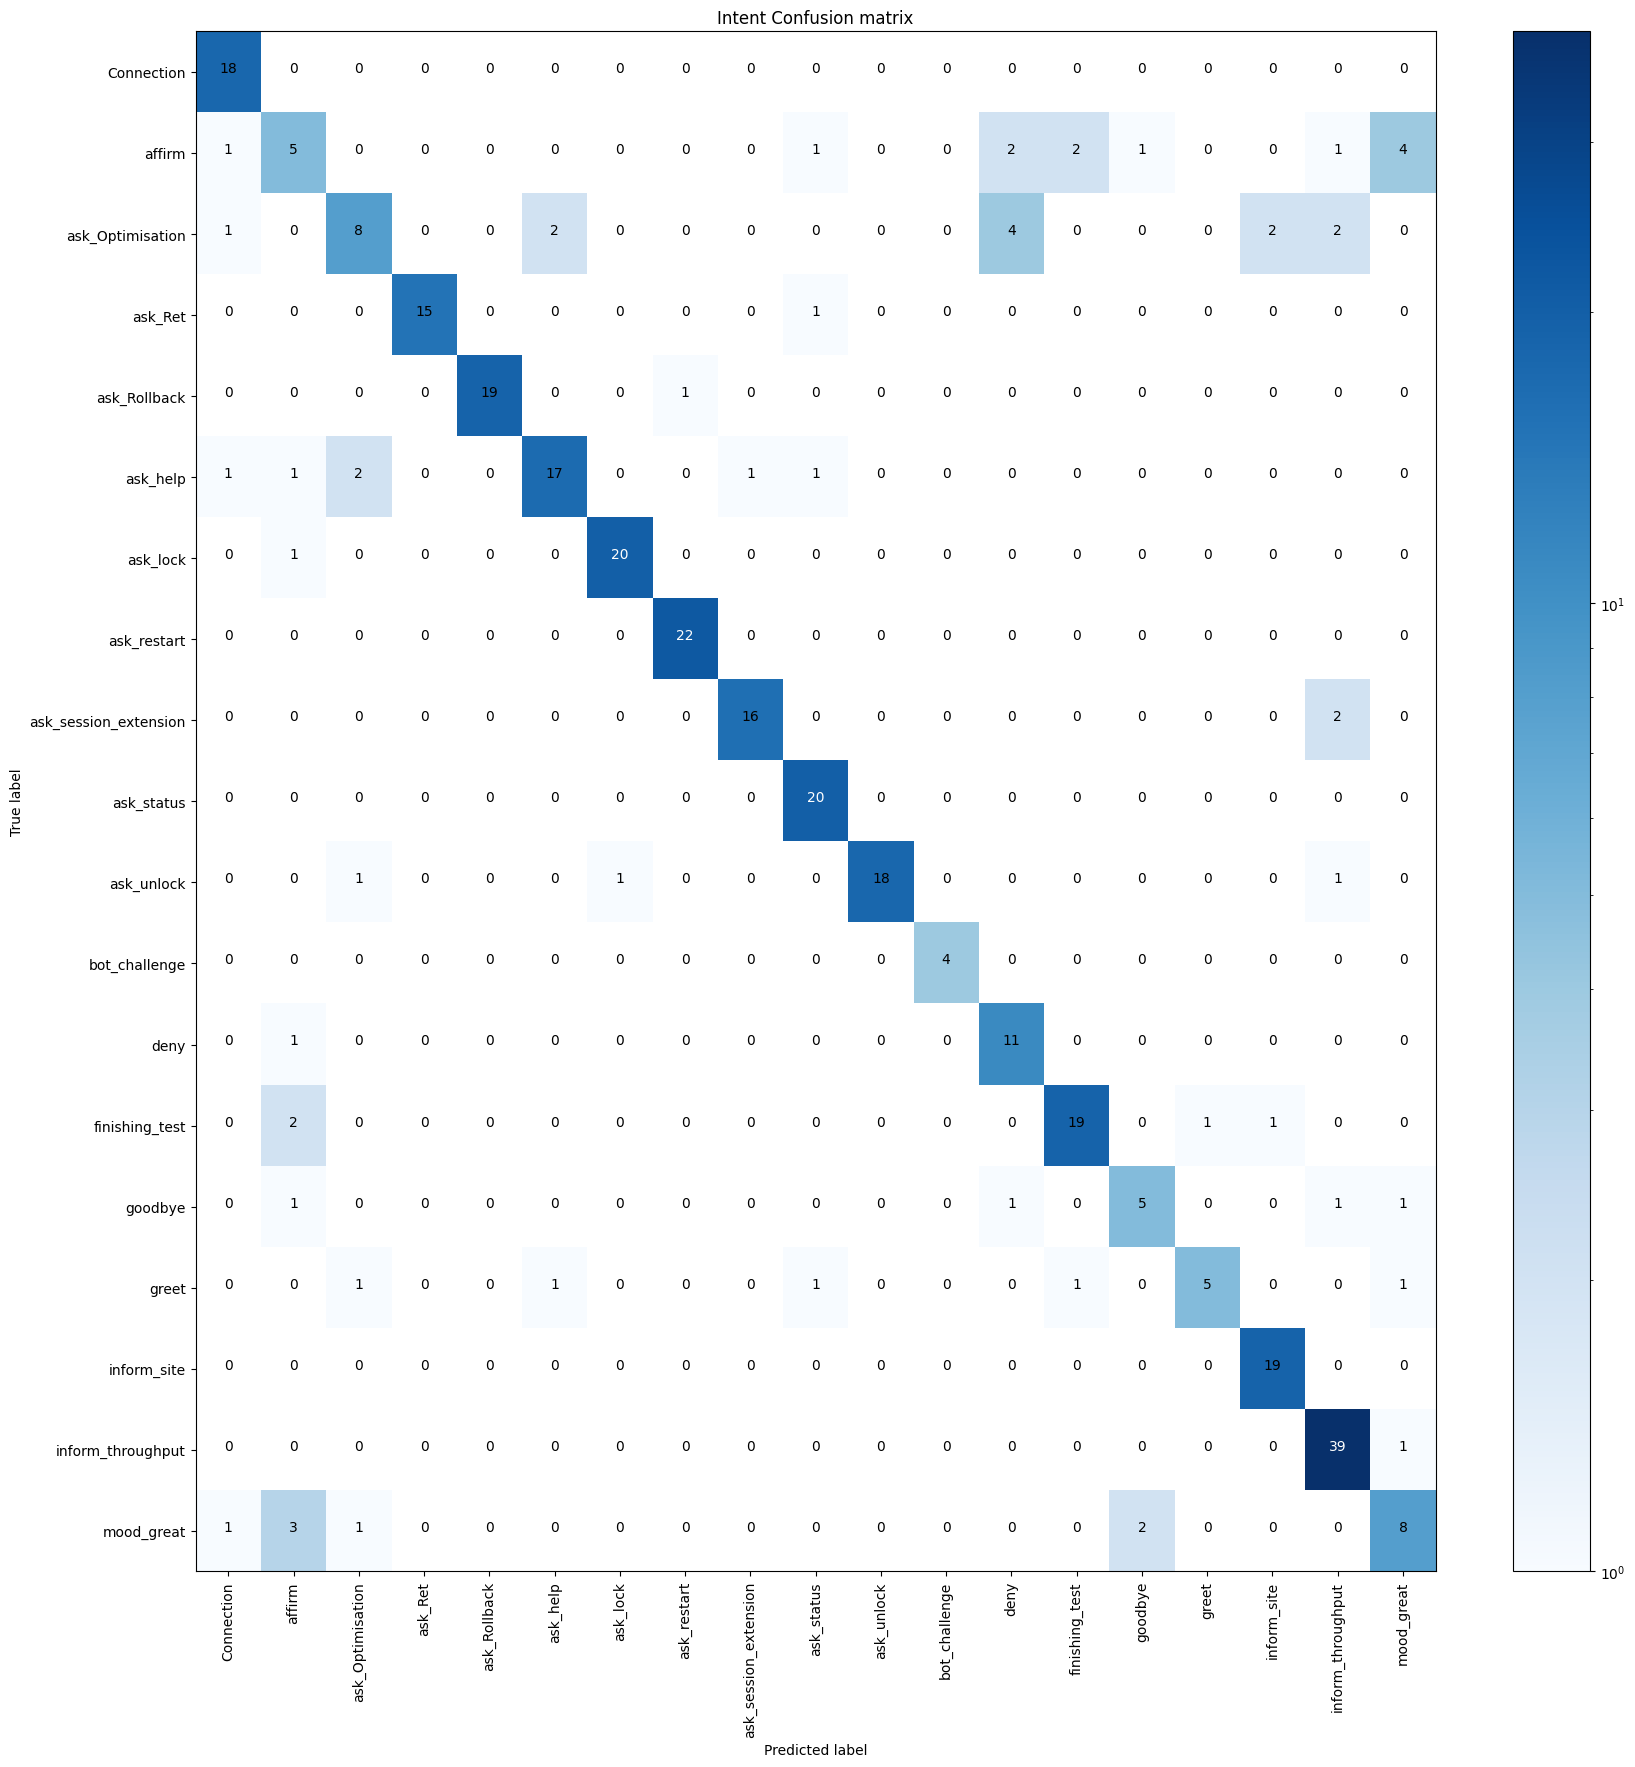 Intent Confusion matrix
Connection 18 0 0 0 0 0 0 0 0 0 0 0 0 0 0 0 0 0 0
affirm 1 5 0 0 0 0 0 0 0 1 0 0 2 2 1 0 0 1 4
ask_Optimisation 1 0 8 0 0 2 0 0 0 0 0 0 4 0 0 0 2 2 0
ask_Ret 0 0 0 15 0 0 0 0 0 1 0 0 0 0 0 0 0 0 0
ask_Rollback 0 0 0 0 19 0 0 1 0 0 0 0 0 0 0 0 0 0 0
ask_help 1 1 2 0 0 17 0 0 1 1 0 0 0 0 0 0 0 0 0
ask_lock 0 1 0 0 0 0 20 0 0 0 0 0 0 0 0 0 0 0 0
10¹
ask_restart 0 0 0 0 0 0 0 22 0 0 0 0 0 0 0 0 0 0 0
ask_session_extension 0 0 0 0 0 0 0 0 16 0 0 0 0 0 0 0 0 2 0
ask_status 0 0 0 0 0 0 0 0 0 20 0 0 0 0 0 0 0 0 0
True label
ask_unlock 0 0 1 0 0 0 1 0 0 0 18 0 0 0 0 0 0 1 0
bot_challenge 0 0 0 0 0 0 0 0 0 0 0 4 0 0 0 0 0 0 0
deny 0 1 0 0 0 0 0 0 0 0 0 0 11 0 0 0 0 0 0
finishing_test 0 2 0 0 0 0 0 0 0 0 0 0 0 19 0 1 1 0 0
goodbye 0 1 0 0 0 0 0 0 0 0 0 0 1 0 5 0 0 1 1
greet 0 0 1 0 0 1 0 0 0 1 0 0 0 1 0 5 0 0 1
inform_site 0 0 0 0 0 0 0 0 0 0 0 0 0 0 0 0 19 0 0
inform_throughput 0 0 0 0 0 0 0 0 0 0 0 0 0 0 0 0 0 39 1
mood_great 1 3 1 0 0 0 0 0 0 0 0 0 0 0 2 0 0 0 8
10⁰
Connection
affirm
ask_Optimisation
ask_Ret
ask_Rollback
ask_help
ask_lock
ask_restart
ask_session_extension
ask_status
ask_unlock
bot_challenge
deny
finishing_test
goodbye
greet
inform_site
inform_throughput
mood_great
Predicted label